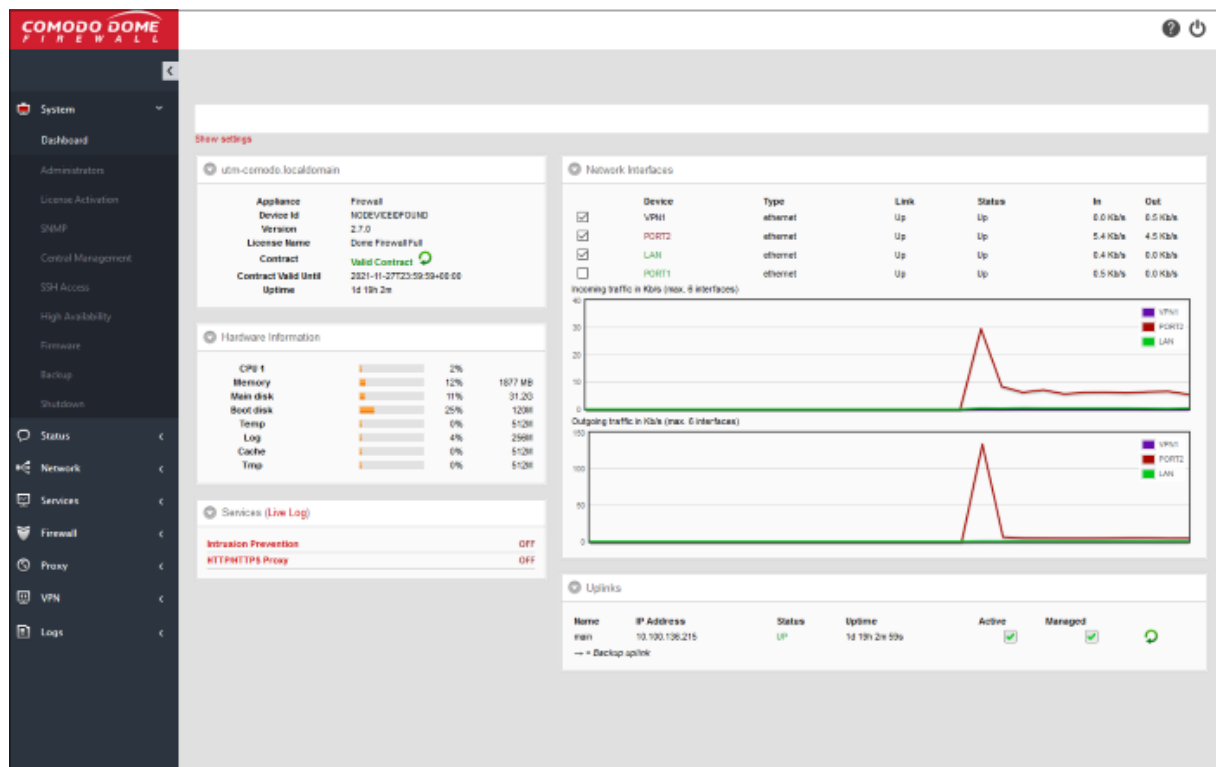 COMODO DOME
FIREWALL
System
Dashboard
Administrators
License Activation
SNMP
Central Management
SSH Access
High Availability
Firmware
Backup
Shutdown
Status
Network
Services
Firewall
Proxy
VPN
Logs
Show settings
utm-comodo.localdomain
Appliance Firewall
Device Id NODEVICEIDFOUND
Version 2.7.0
License Name Dome Firewall Full
Contract Valid Contract
Contract Valid Until 2021-11-27T23:59:59+00:00
Uptime 1d 19h 2m
Hardware Information
CPU 1 2%
Memory 12% 1877 MB
Main disk 11% 31.2G
Boot disk 25% 120M
Temp 0% 512M
Log 4% 256M
Cache 0% 512M
Tmp 0% 512M
Services (Live Log)
Intrusion Prevention OFF
HTTP/HTTPS Proxy OFF
Network Interfaces
Device Type Link Status In Out
VPN1 ethernet Up Up 0.0 Kb/s 0.5 Kb/s
PORT2 ethernet Up Up 5.4 Kb/s 4.5 Kb/s
LAN ethernet Up Up 0.4 Kb/s 0.0 Kb/s
PORT1 ethernet Up Up 0.5 Kb/s 0.0 Kb/s
Incoming traffic in Kb/s (max. 6 interfaces)
40
30
20
10
0
VPN1
PORT2
LAN
Outgoing traffic in Kb/s (max. 6 interfaces)
150
100
50
0
VPN1
PORT2
LAN
Uplinks
Name IP Address Status Uptime Active Managed
main 10.100.136.215 UP 1d 19h 2m 59s
→ = Backup uplink